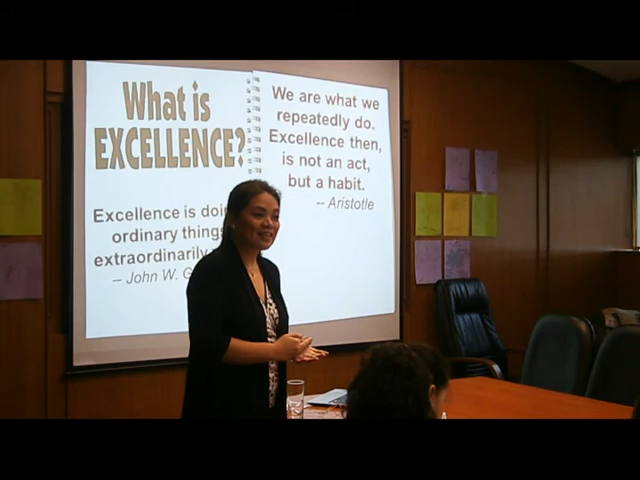 What is
EXCELLENCE?
Excellence is
ordinary things
extraordinarily
-- John W.
We are what we
repeatedly do.
Excellence then,
is not an act,
but a habit.
-- Aristotle